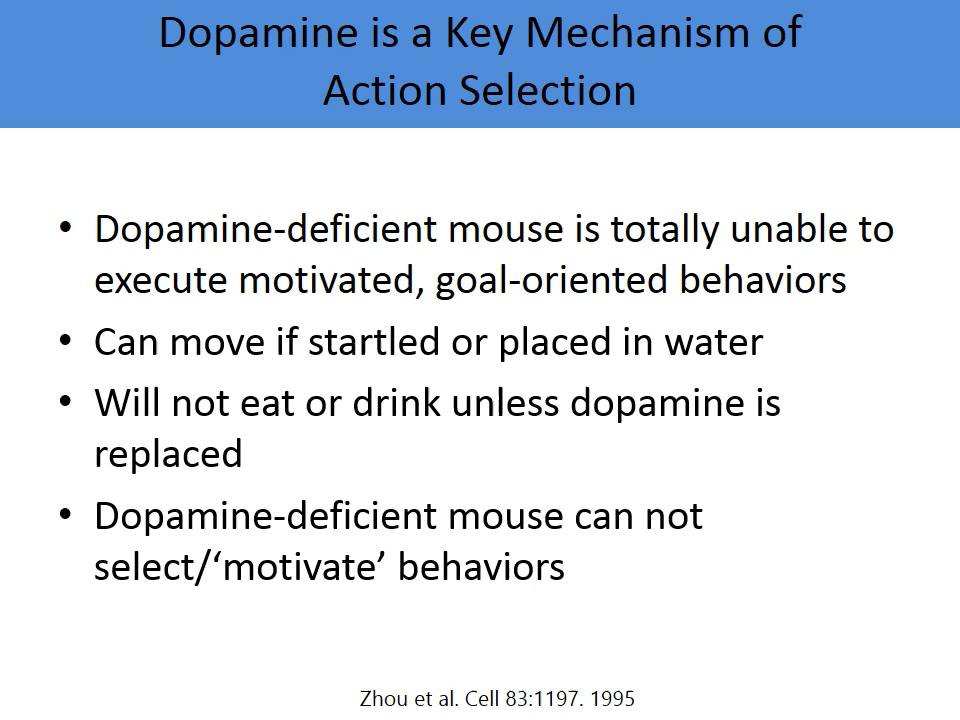 Dopamine is a Key Mechanism of
Action Selection
• Dopamine-deficient mouse is totally unable to
execute motivated, goal-oriented behaviors
• Can move if startled or placed in water
• Will not eat or drink unless dopamine is
replaced
• Dopamine-deficient mouse can not
select/‘motivate’ behaviors
Zhou et al. Cell 83:1197. 1995